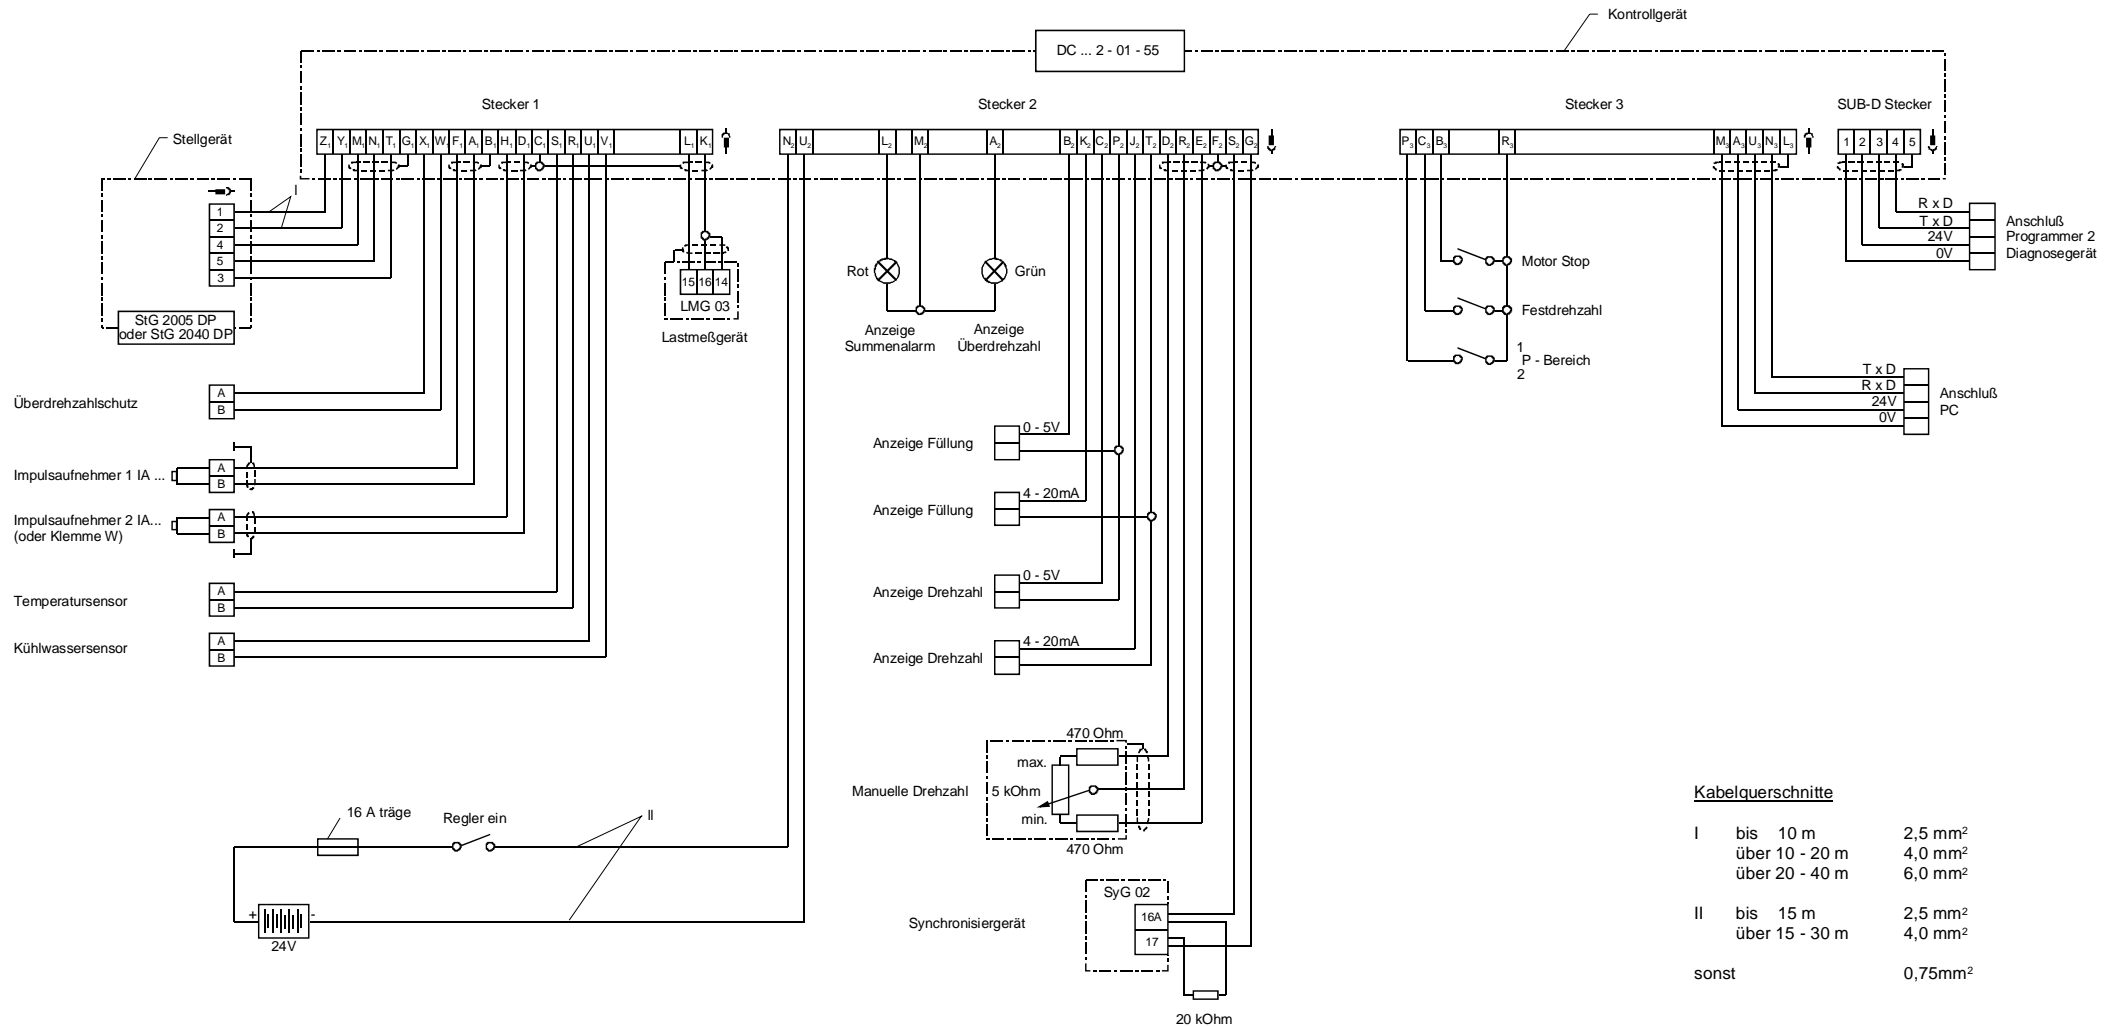 Kontrollgerät
DC ... 2 - 01 - 55
Stecker 1
Stecker 2
Stecker 3
SUB-D Stecker
Z₁ Y₁ M₁ N₁ T₁ G₁ X₁ W₁ F₁ A₁ B₁ H₁ D₁ C₁ S₁ R₁ U₁ V₁ L₁ K₁
N₂ U₂ L₂ M₂ A₂ B₂ K₂ C₂ P₂ J₂ T₂ D₂ R₂ E₂ F₂ S₂ G₂
P₃ C₃ B₃ R₃ M₃ A₃ U₃ N₃ L₃
1 2 3 4 5
Stellgerät
I
1
2
4
5
3
StG 2005 DP
oder StG 2040 DP
15 16 14
LMG 03
Lastmeßgerät
Rot
Grün
Anzeige
Summenalarm
Anzeige
Überdrehzahl
Motor Stop
Festdrehzahl
1
P - Bereich
2
R x D
T x D
24V
0V
Anschluß
Programmer 2
Diagnosegerät
T x D
R x D
24V
0V
Anschluß
PC
Überdrehzahlschutz
A
B
Impulsaufnehmer 1 IA ...
A
B
Impulsaufnehmer 2 IA...
(oder Klemme W)
A
B
Temperatursensor
A
B
Kühlwassersensor
A
B
Anzeige Füllung
0 - 5V
Anzeige Füllung
4 - 20mA
Anzeige Drehzahl
0 - 5V
Anzeige Drehzahl
4 - 20mA
Manuelle Drehzahl
470 Ohm
max.
5 kOhm
min.
470 Ohm
16 A träge
Regler ein
II
+ -
24V
Synchronisiergerät
SyG 02
16A
17
20 kOhm
Kabelquerschnitte
I bis 10 m 2,5 mm²
über 10 - 20 m 4,0 mm²
über 20 - 40 m 6,0 mm²
II bis 15 m 2,5 mm²
über 15 - 30 m 4,0 mm²
sonst 0,75mm²